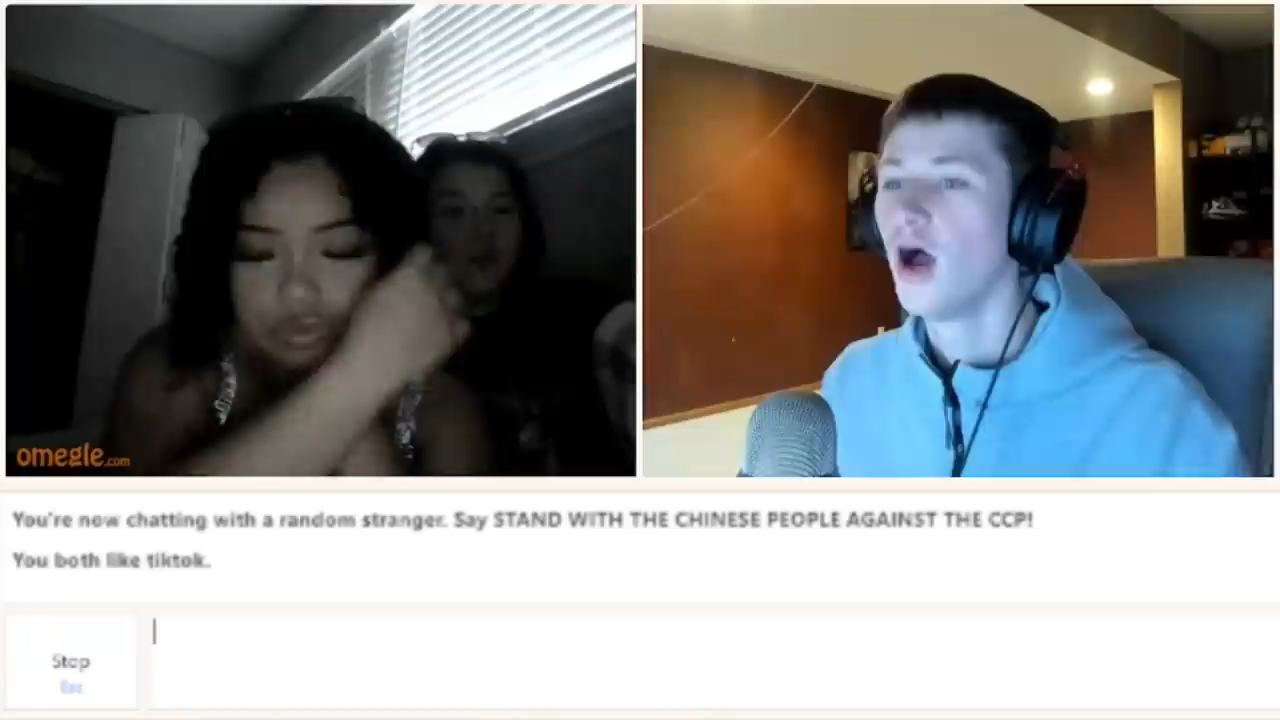 omegle.com
You're now chatting with a random stranger. Say STAND WITH THE CHINESE PEOPLE AGAINST THE CCP!
You both like tiktok.
Stop
Esc